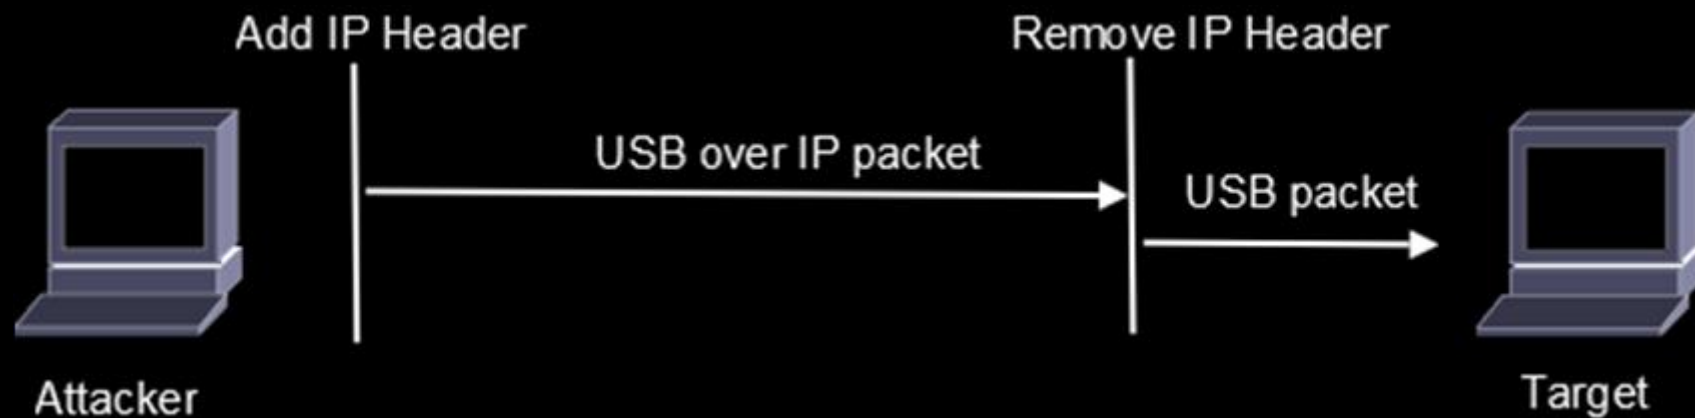 Add IP Header
Remove IP Header
USB over IP packet
USB packet
Attacker
Target